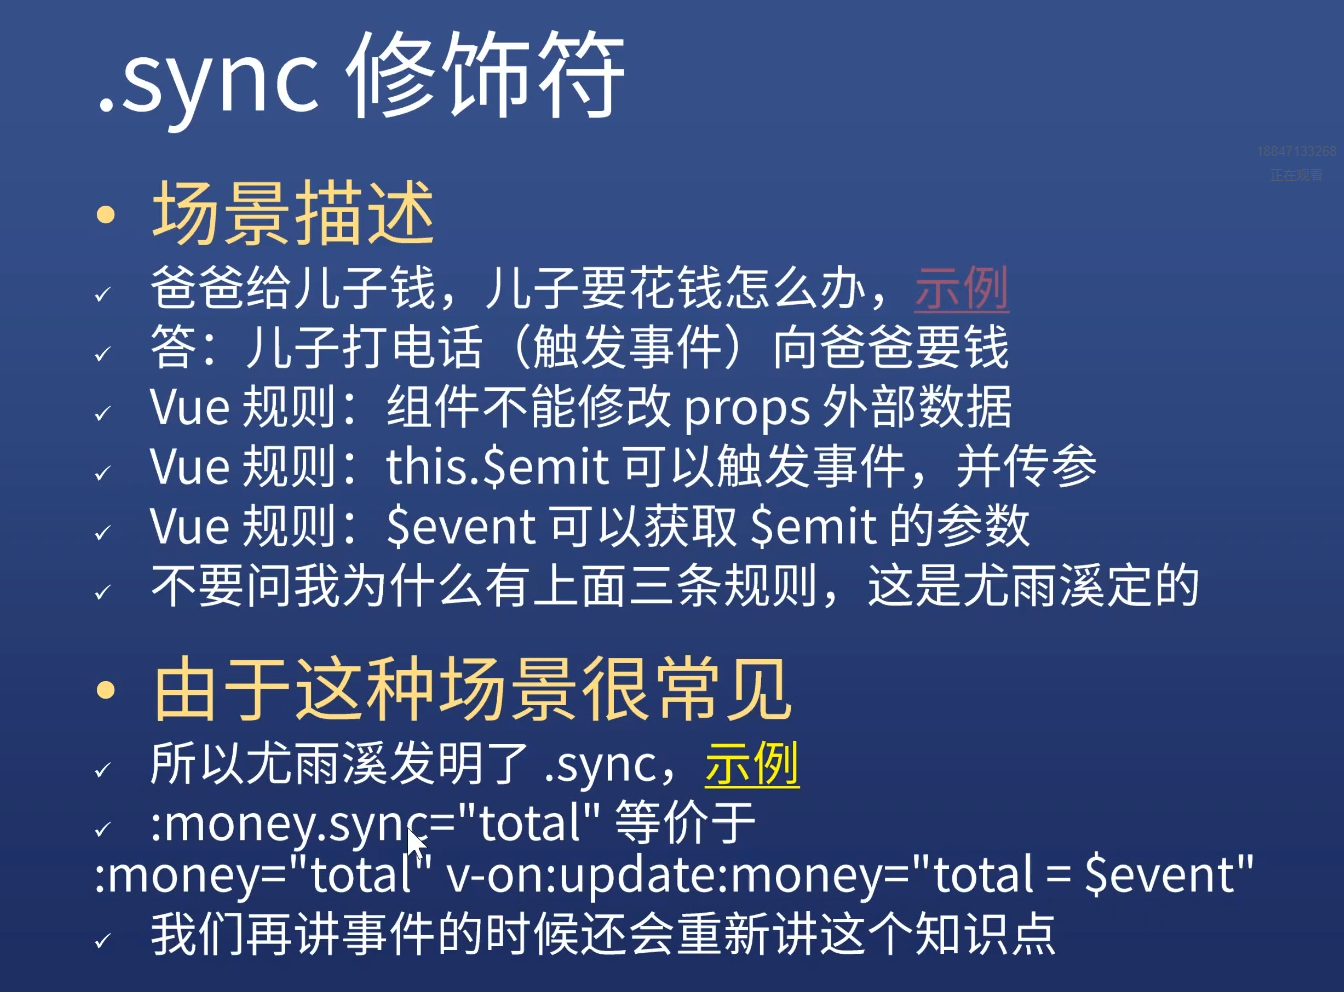 .sync 修饰符
18847133268
正在观看
• 场景描述
✓ 爸爸给儿子钱，儿子要花钱怎么办，示例
✓ 答：儿子打电话（触发事件）向爸爸要钱
✓ Vue 规则：组件不能修改 props 外部数据
✓ Vue 规则：this.$emit 可以触发事件，并传参
✓ Vue 规则：$event 可以获取 $emit 的参数
✓ 不要问我为什么有上面三条规则，这是尤雨溪定的
• 由于这种场景很常见
✓ 所以尤雨溪发明了 .sync，示例
✓ :money.sync="total" 等价于
:money="total" v-on:update:money="total = $event"
✓ 我们再讲事件的时候还会重新讲这个知识点